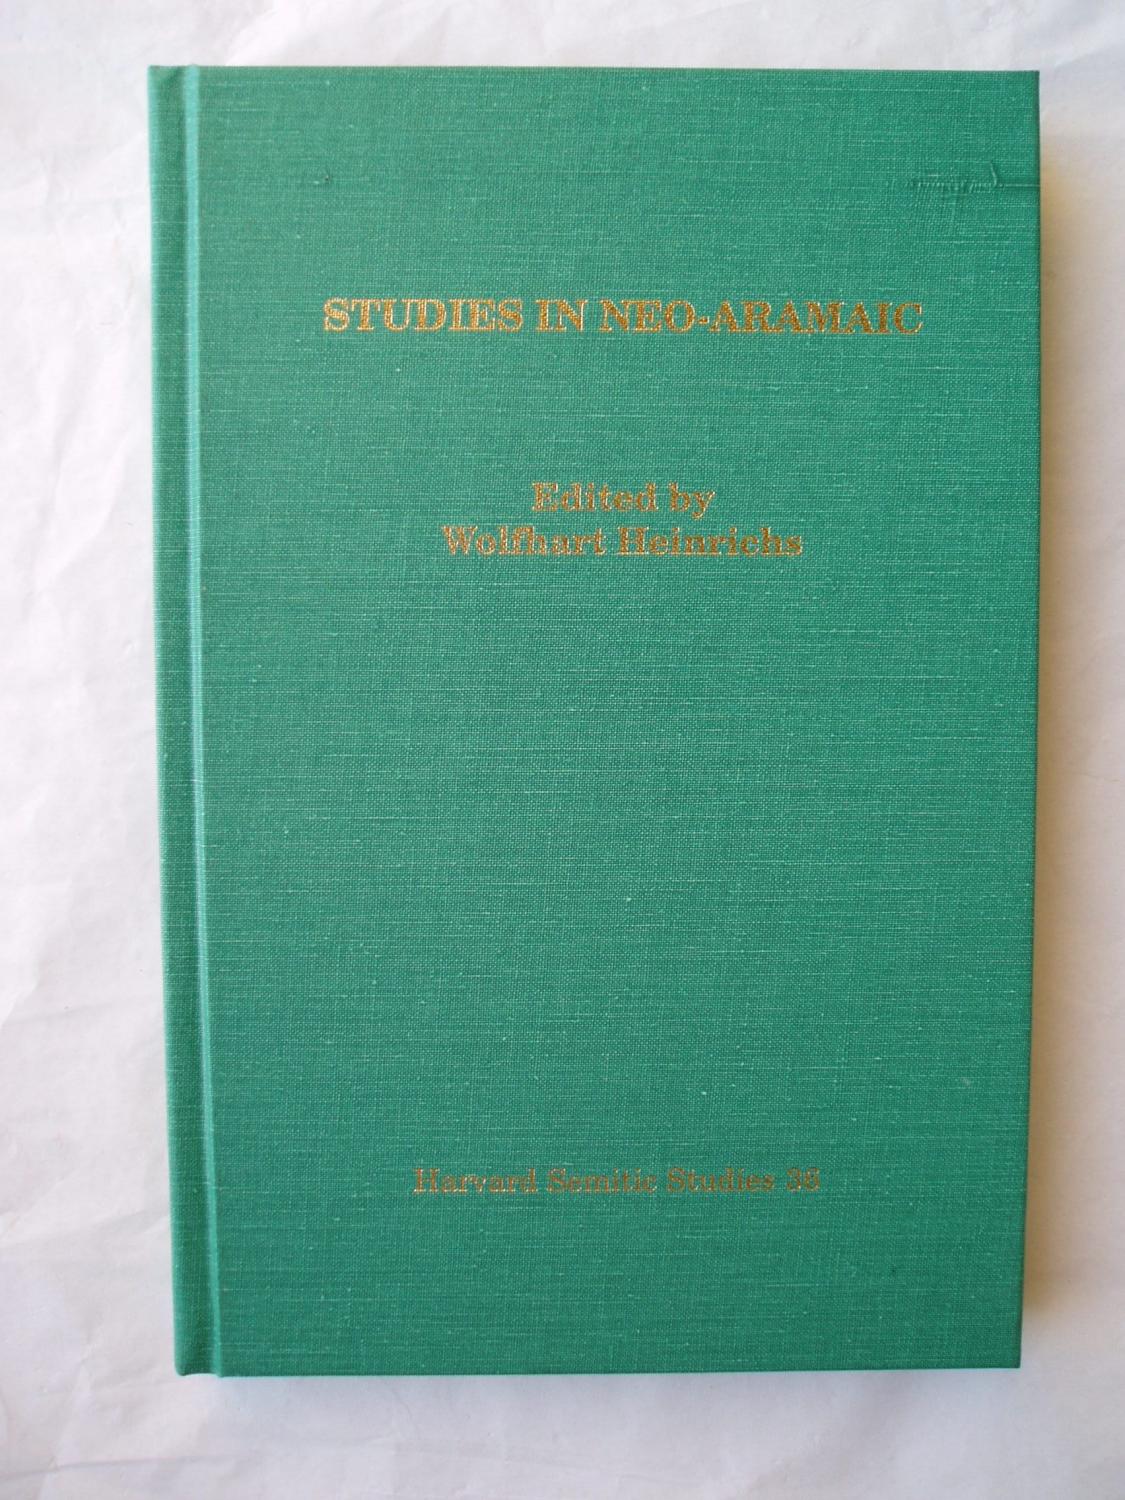 STUDIES IN NEO-ARAMAIC
Edited by
Wolfhart Heinrichs
Harvard Semitic Studies 36